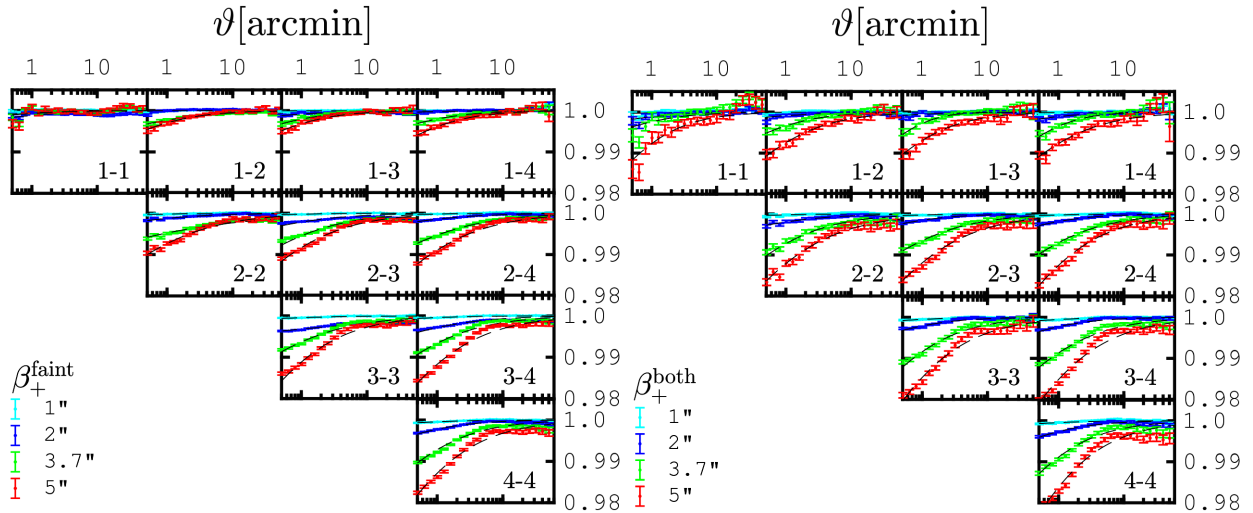 ϑ[arcmin] ϑ[arcmin]
1 10 1 10 1 10 1 10 1 10 1 10 1 10 1 10
1.0 1.0
0.99 0.99
1-1 1-2 1-3 1-4 1-1 1-2 1-3 1-4
0.98 0.98
1.0 1.0
0.99 0.99
2-2 2-3 2-4 2-2 2-3 2-4
0.98 0.98
1.0 1.0
0.99 0.99
3-3 3-4 3-3 3-4
0.98 0.98
β₊^faint β₊^both
1" 1"
1.0 1.0
2" 2"
3.7" 3.7"
0.99 0.99
5" 5"
4-4 4-4
0.98 0.98